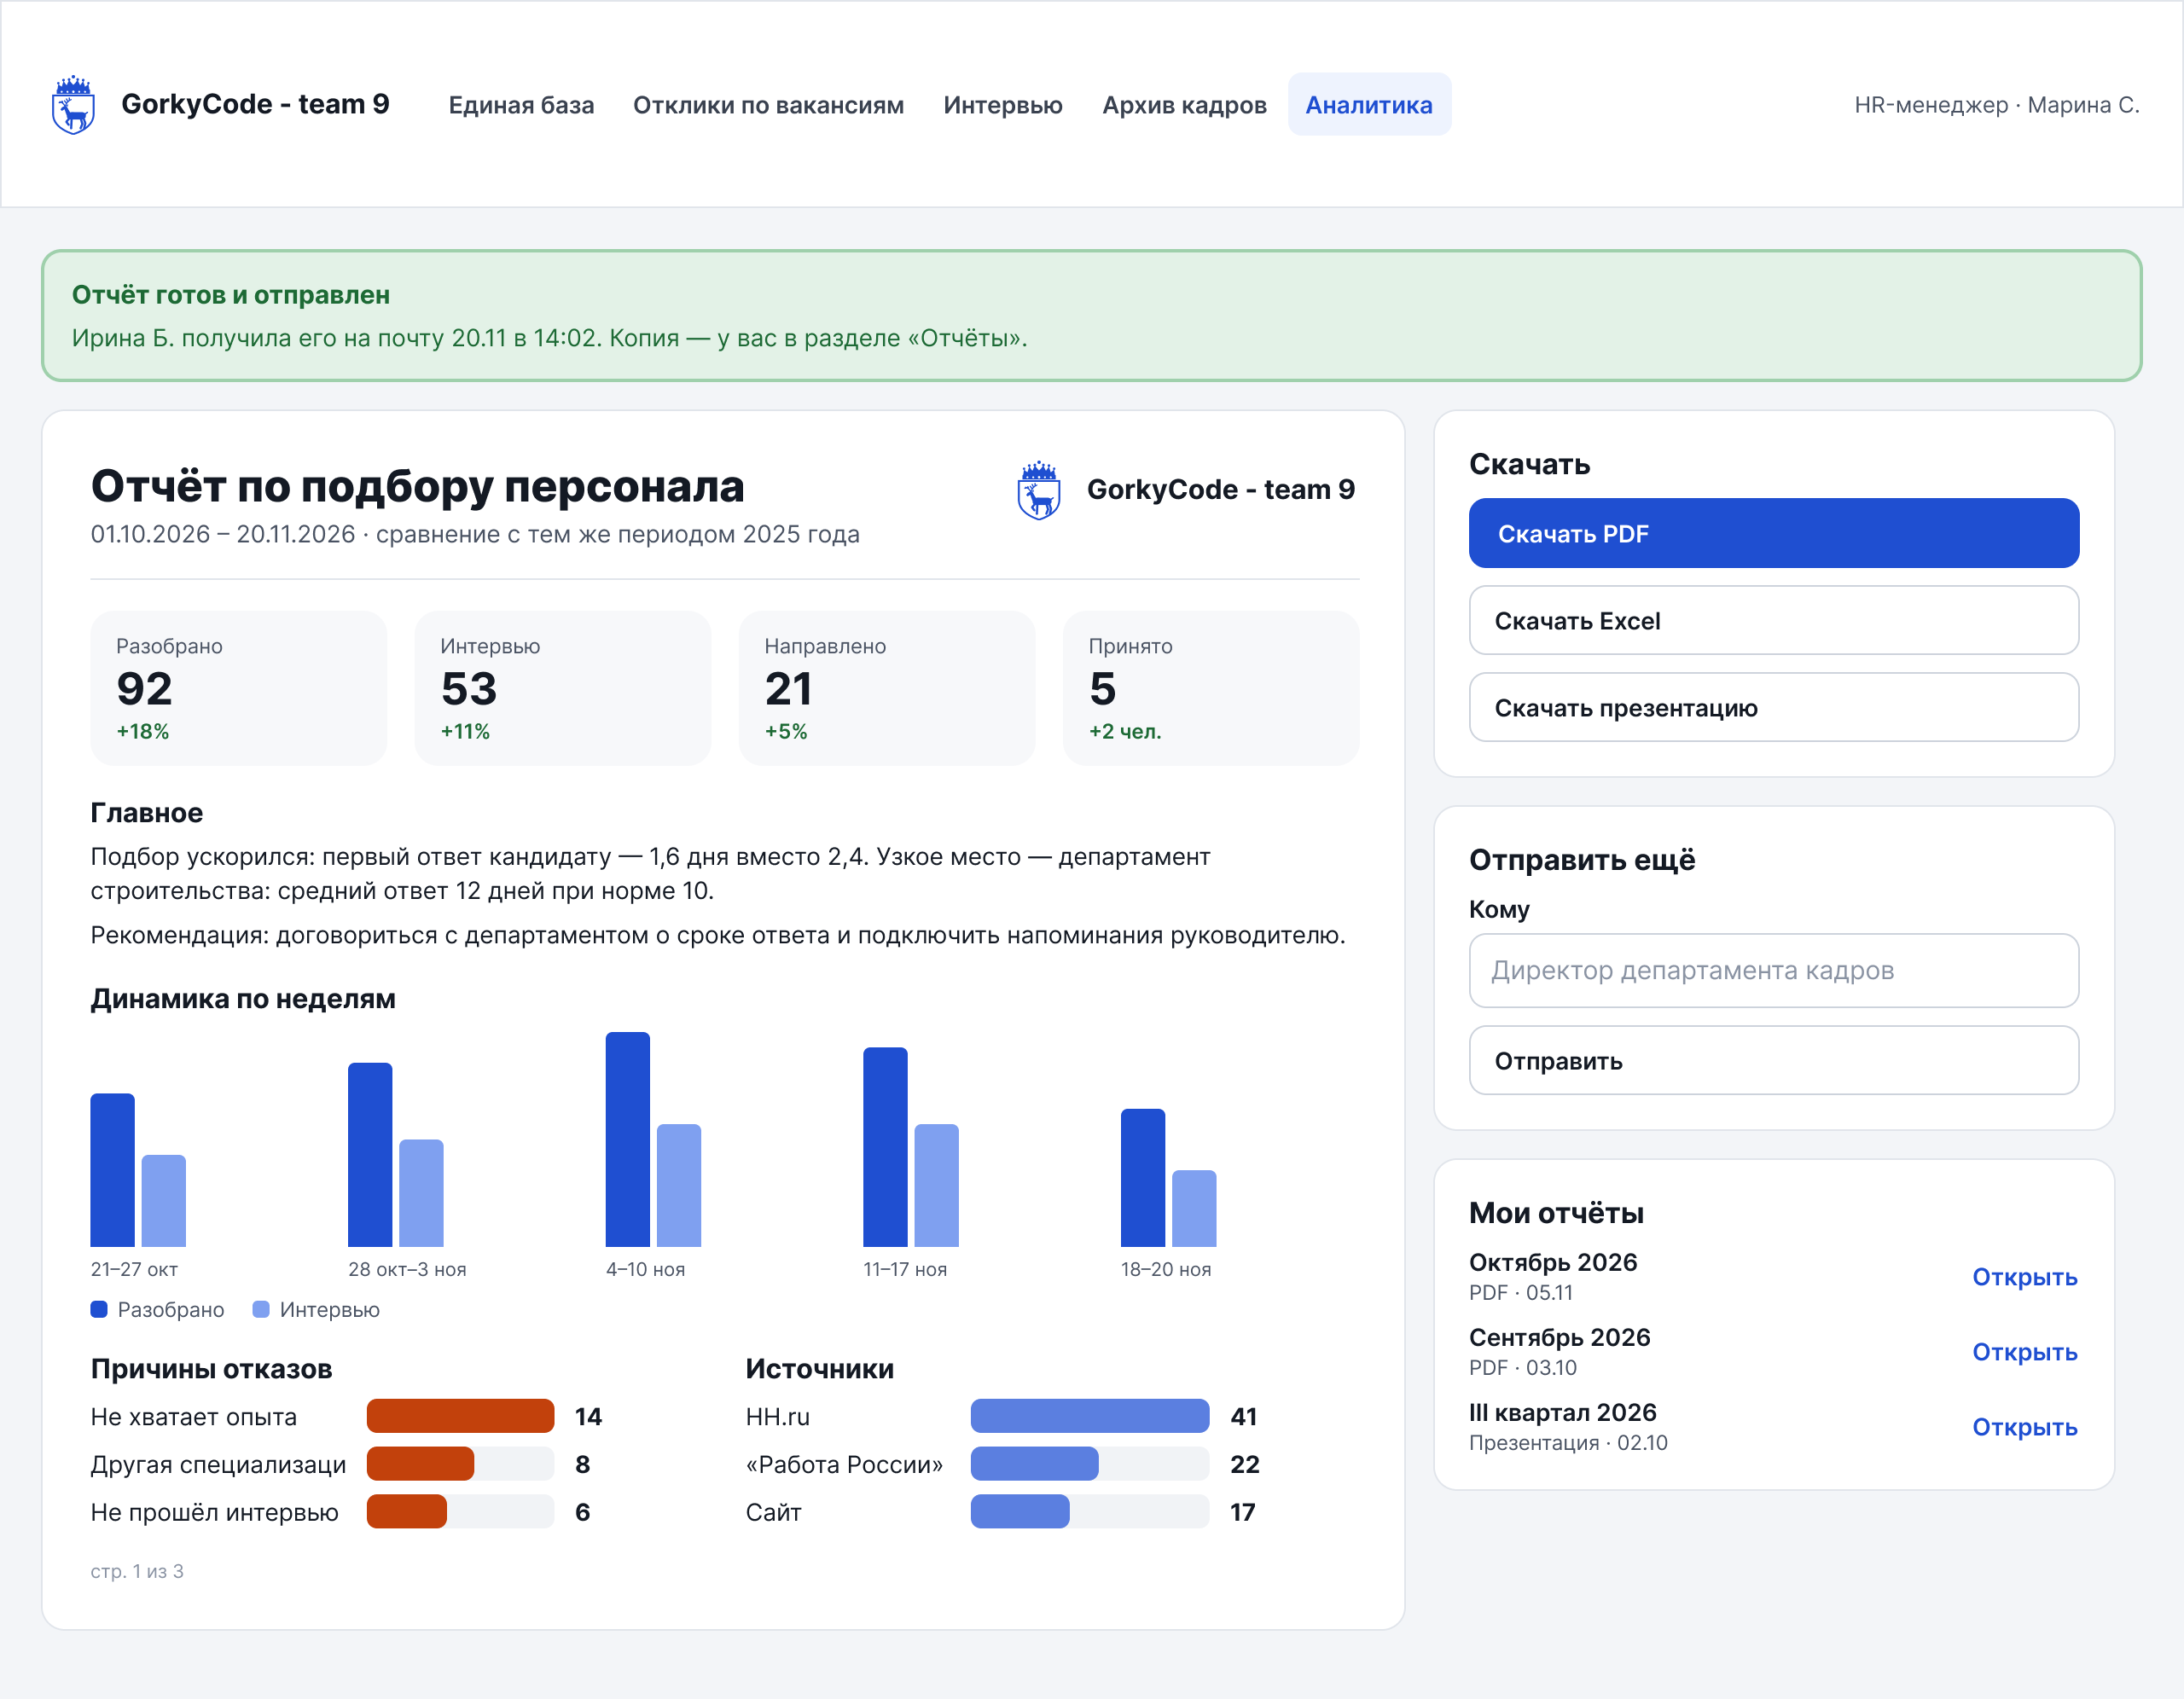 GorkyCode - team 9
Единая база
Отклики по вакансиям
Интервью
Архив кадров
Аналитика
HR-менеджер · Марина С.
Отчёт готов и отправлен
Ирина Б. получила его на почту 20.11 в 14:02. Копия — у вас в разделе «Отчёты».
Отчёт по подбору персонала
01.10.2026 – 20.11.2026 · сравнение с тем же периодом 2025 года
GorkyCode - team 9
Разобрано
92
+18%
Интервью
53
+11%
Направлено
21
+5%
Принято
5
+2 чел.
Главное
Подбор ускорился: первый ответ кандидату — 1,6 дня вместо 2,4. Узкое место — департамент
строительства: средний ответ 12 дней при норме 10.
Рекомендация: договориться с департаментом о сроке ответа и подключить напоминания руководителю.
Динамика по неделям
21–27 окт
28 окт–3 ноя
4–10 ноя
11–17 ноя
18–20 ноя
Разобрано
Интервью
Причины отказов
Не хватает опыта 14
Другая специализаци 8
Не прошёл интервью 6
Источники
HH.ru 41
«Работа России» 22
Сайт 17
стр. 1 из 3
Скачать
Скачать PDF
Скачать Excel
Скачать презентацию
Отправить ещё
Кому
Директор департамента кадров
Отправить
Мои отчёты
Октябрь 2026
PDF · 05.11
Открыть
Сентябрь 2026
PDF · 03.10
Открыть
III квартал 2026
Презентация · 02.10
Открыть